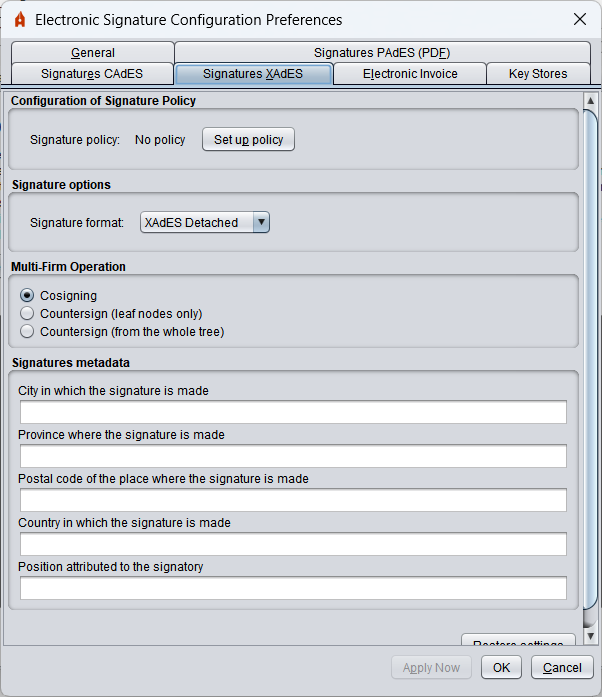 Electronic Signature Configuration Preferences
General
Signatures PAdES (PDF)
Signatures CAdES
Signatures XAdES
Electronic Invoice
Key Stores
Configuration of Signature Policy
Signature policy: No policy Set up policy
Signature options
Signature format: XAdES Detached
Multi-Firm Operation
Cosigning
Countersign (leaf nodes only)
Countersign (from the whole tree)
Signatures metadata
City in which the signature is made
Province where the signature is made
Postal code of the place where the signature is made
Country in which the signature is made
Position attributed to the signatory
Restore settings
Apply Now OK Cancel